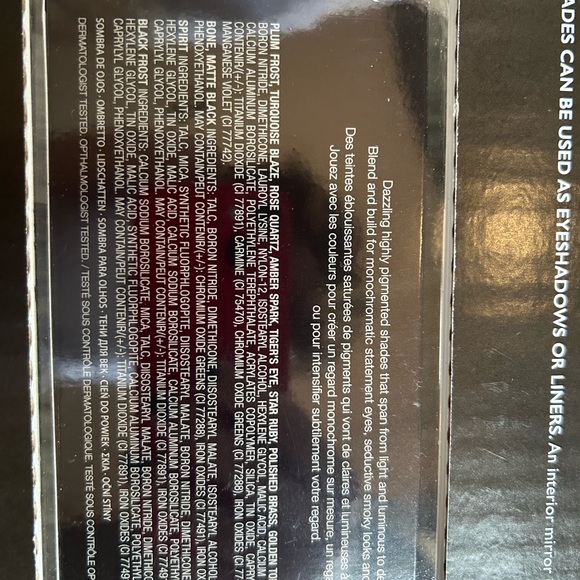 ADES CAN BE USED AS EYESHADOWS OR LINERS. An interior mirror
Dazzling highly pigmented shades that span from light and luminous to de
Blend and build for monochromatic statement eyes, seductive smoky looks and
Des teintes éblouissantes saturées de pigments qui vont de claires et lumineuses à
Jouez avec les couleurs pour créer un regard monochrome sur mesure, un reg
ou pour intensifier subtilement votre regard.
PLUM FROST, TURQUOISE BLAZE, ROSE QUARTZ, AMBER SPARK, TIGER'S EYE, STAR RUBY, POLISHED BRASS, GOLDEN TO
BORON NITRIDE, DIMETHICONE, LAUROYL LYSINE, NYLON-12, ISOSTEARYL ALCOHOL, HEXYLENE GLYCOL, MALIC ACID, CALCIUM
CALCIUM ALUMINUM BOROSILICATE, POLYETHYLENE TEREPHTHALATE, ACRYLATES COPOLYMER, SILICA, TIN OXIDE,
CONTENIR/(+/-): TITANIUM DIOXIDE (CI 77891), CARMINE (CI 75470), CHROMIUM OXIDE GREENS (CI 77288), IRON OX
MANGANESE VIOLET (CI 77742).
BONE, MATTE BLACK INGREDIENTS: TALC, BORON NITRIDE, DIMETHICONE, DIISOSTEARYL MALATE, ISOSTEARYL ALCOHOL
PHENOXYETHANOL. MAY CONTAIN/PEUT CONTENIR/(+/-): CHROMIUM OXIDE GREENS (CI 77288), IRON OXIDES (CI 77491,
SPIRIT INGREDIENTS: TALC, MICA, SYNTHETIC FLUORPHLOGOPITE, DIISOSTEARYL MALATE, BORON NITRIDE, DIMETHIC
HEXYLENE GLYCOL, TIN OXIDE, MALIC ACID, CALCIUM SODIUM BOROSILICATE, CALCIUM ALUMINUM BOROSILICATE, POLYETHY
CAPRYLYL GLYCOL, PHENOXYETHANOL. MAY CONTAIN/PEUT CONTENIR/(+/-): TITANIUM DIOXIDE (CI 77891), IRON OXIDES
BLACK FROST INGREDIENTS: CALCIUM SODIUM BOROSILICATE, MICA, TALC, DIISOSTEARYL MALATE, BORON NITRIDE, DIMETHICO
HEXYLENE GLYCOL, TIN OXIDE, MALIC ACID, SYNTHETIC FLUORPHLOGOPITE, CALCIUM ALUMINUM BOROSILICATE, POLYETHYL
CAPRYLYL GLYCOL, PHENOXYETHANOL. MAY CONTAIN/PEUT CONTENIR/(+/-): TITANIUM DIOXIDE (CI 77891), IRON OXIDES (CI 7749
SOMBRA DE OJOS · OMBRETTO · LIDSCHATTEN · SOMBRA PARA OLHOS · ТЕНИ ДЛЯ ВЕК · CIEŃ DO POWIEK · ΣΚΙΑ · OČNÍ STÍNY
DERMATOLOGIST TESTED. OPHTHALMOLOGIST TESTED. / TESTÉ SOUS CONTRÔLE DERMATOLOGIQUE. TESTÉ SOUS CONTRÔLE OP